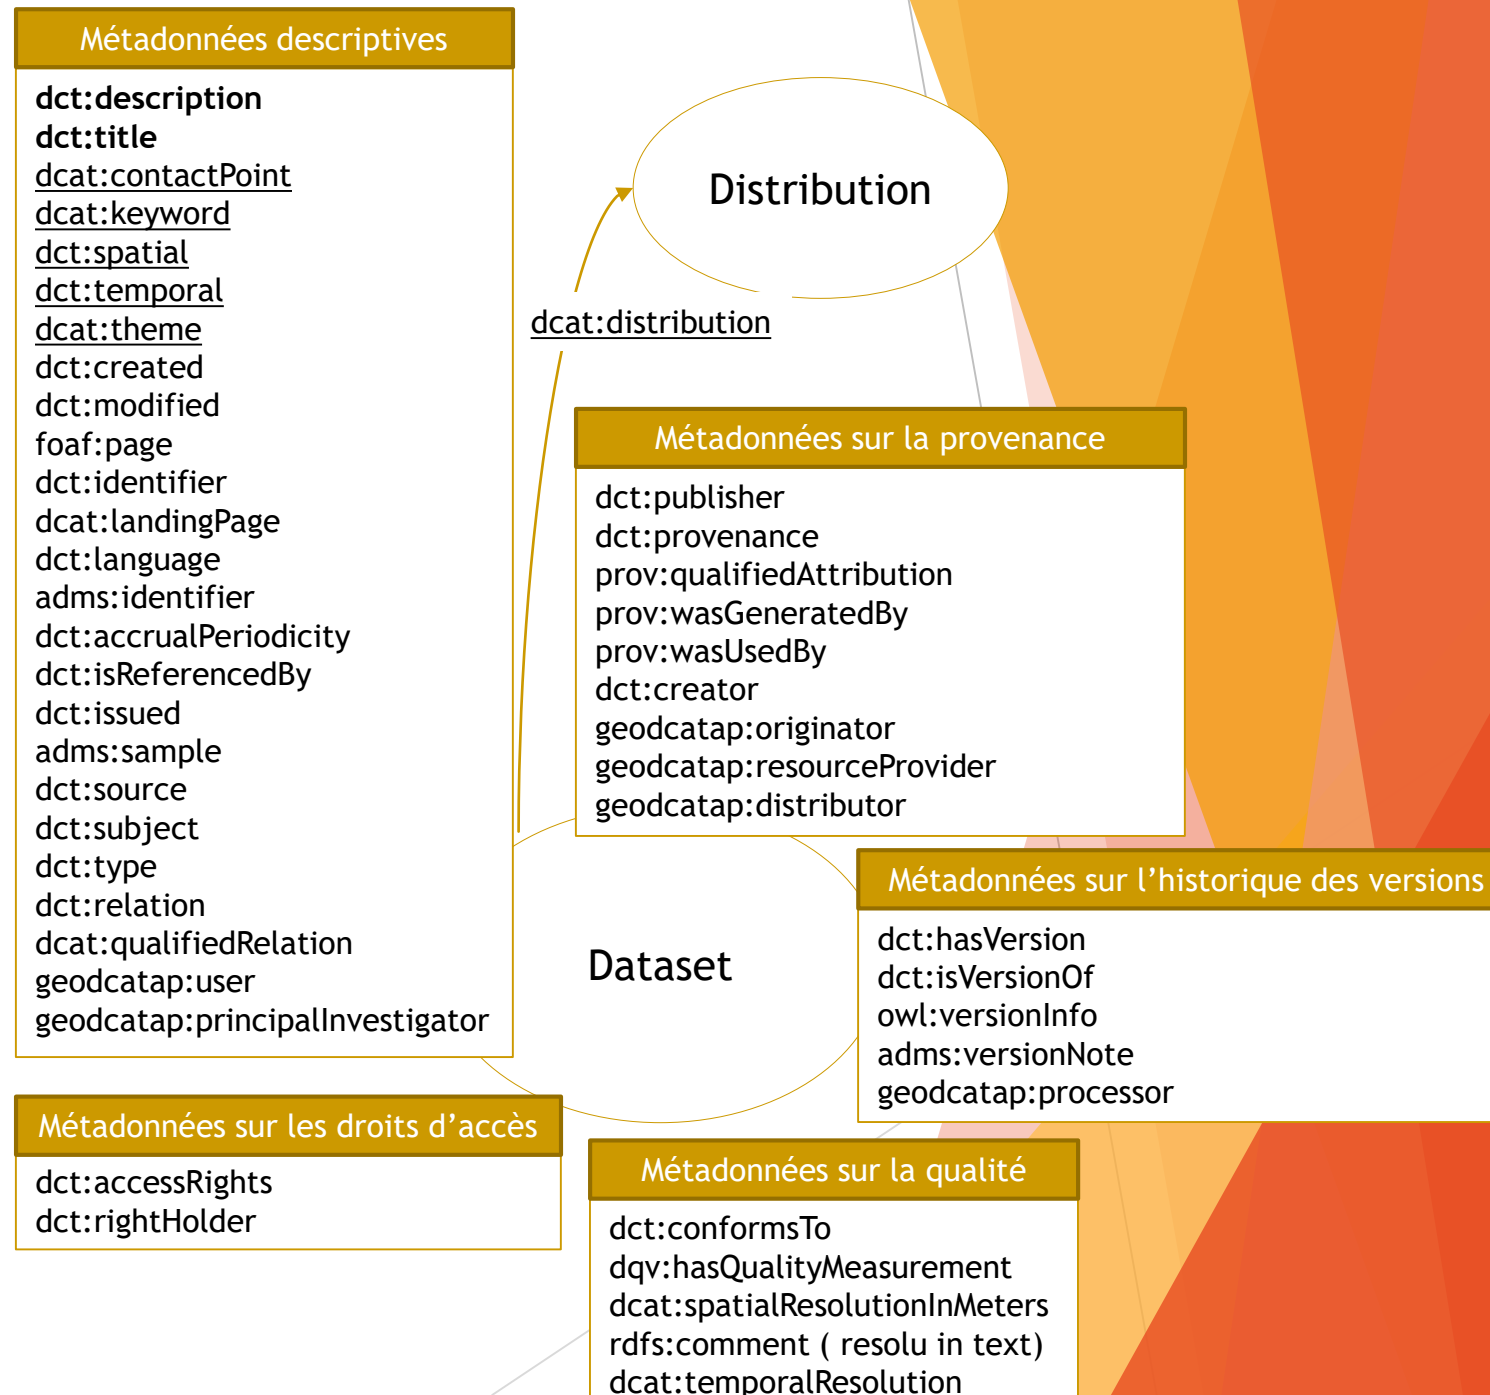 Métadonnées descriptives
dct:description
dct:title
dcat:contactPoint
dcat:keyword
dct:spatial
dct:temporal
dcat:theme
dct:created
dct:modified
foaf:page
dct:identifier
dcat:landingPage
dct:language
adms:identifier
dct:accrualPeriodicity
dct:isReferencedBy
dct:issued
adms:sample
dct:source
dct:subject
dct:type
dct:relation
dcat:qualifiedRelation
geodcatap:user
geodcatap:principalInvestigator
Distribution
dcat:distribution
Métadonnées sur la provenance
dct:publisher
dct:provenance
prov:qualifiedAttribution
prov:wasGeneratedBy
prov:wasUsedBy
dct:creator
geodcatap:originator
geodcatap:resourceProvider
geodcatap:distributor
Dataset
Métadonnées sur l’historique des versions
dct:hasVersion
dct:isVersionOf
owl:versionInfo
adms:versionNote
geodcatap:processor
Métadonnées sur les droits d’accès
dct:accessRights
dct:rightHolder
Métadonnées sur la qualité
dct:conformsTo
dqv:hasQualityMeasurement
dcat:spatialResolutionInMeters
rdfs:comment ( resolu in text)
dcat:temporalResolution